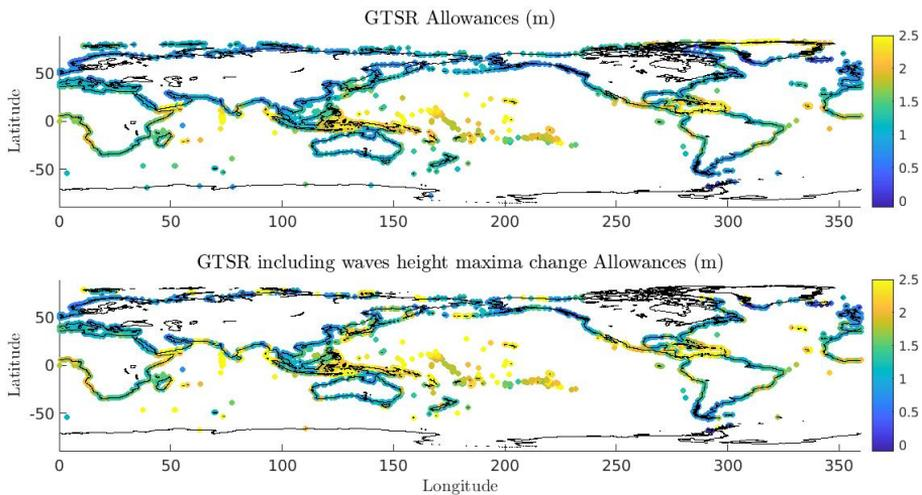 GTSR Allowances (m)
Latitude
50
0
-50
0 50 100 150 200 250 300 350
2.5
2
1.5
1
0.5
0
GTSR including waves height maxima change Allowances (m)
Latitude
50
0
-50
0 50 100 150 200 250 300 350
Longitude
2.5
2
1.5
1
0.5
0